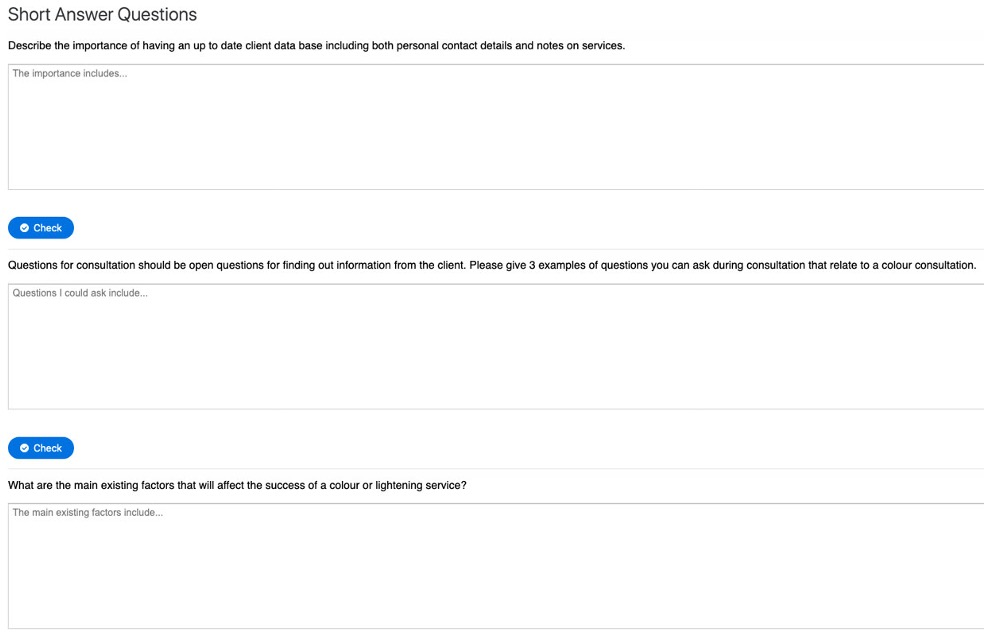 Short Answer Questions
Describe the importance of having an up to date client data base including both personal contact details and notes on services.
The importance includes...
Check
Questions for consultation should be open questions for finding out information from the client. Please give 3 examples of questions you can ask during consultation that relate to a colour consultation.
Questions I could ask include...
Check
What are the main existing factors that will affect the success of a colour or lightening service?
The main existing factors include...